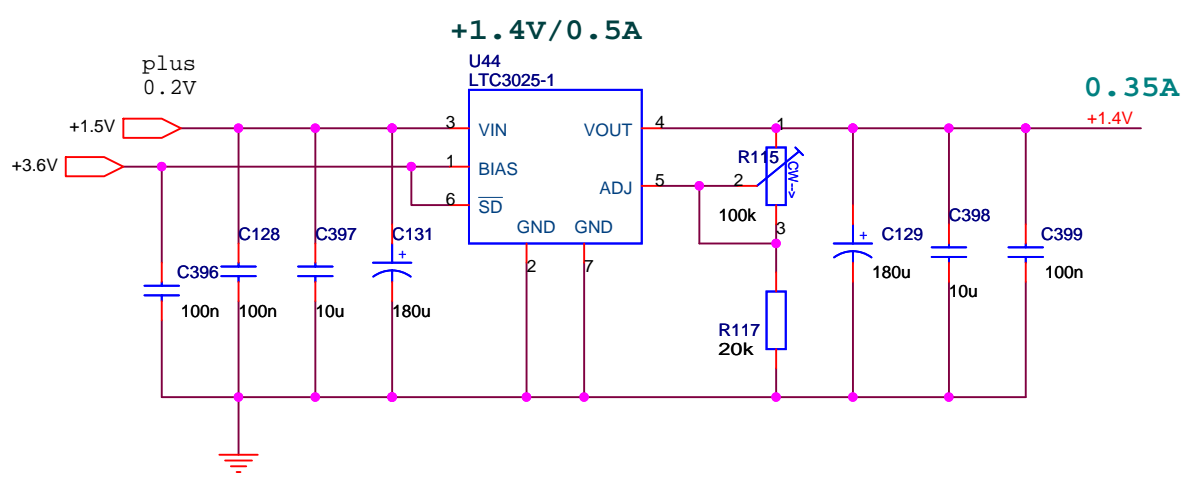 +1.4V/0.5A
U44
LTC3025-1
plus
0.2V
0.35A
+1.5V
3
VIN
VOUT
4
1
+1.4V
+3.6V
1
BIAS
R115
CW-->
6
SD
ADJ
5
2
100k
GND
GND
3
2
7
C396
100n
C128
100n
C397
10u
C131
+
180u
R117
20k
+
C129
180u
C398
10u
C399
100n